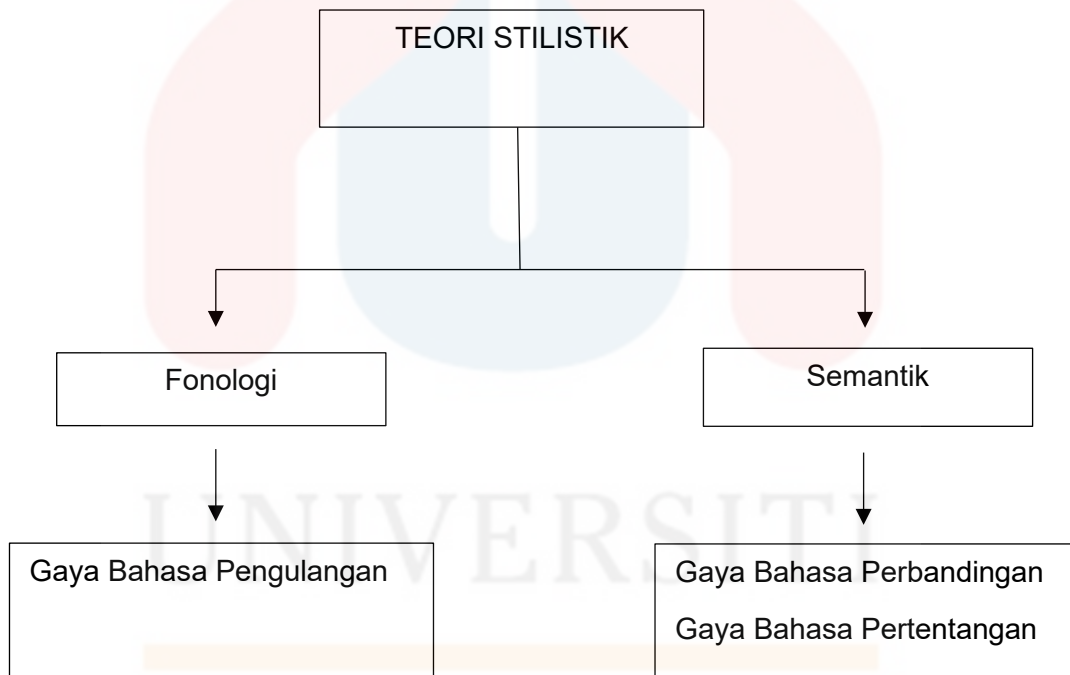 TEORI STILISTIK
Fonologi
Semantik
UNIVERSITI
Gaya Bahasa Pengulangan
Gaya Bahasa Perbandingan
Gaya Bahasa Pertentangan